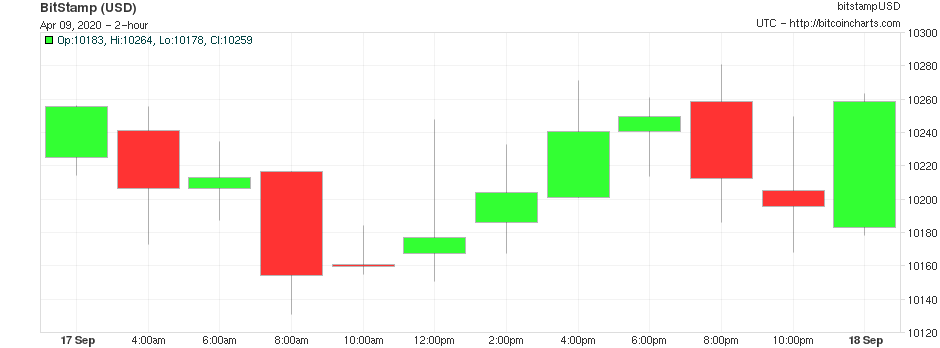 BitStamp (USD)
bitstampUSD
Apr 09, 2020 - 2-hour
UTC - http://bitcoincharts.com
Op:10183, Hi:10264, Lo:10178, Cl:10259
10300
10280
10260
10240
10220
10200
10180
10160
10140
10120
17 Sep 4:00am 6:00am 8:00am 10:00am 12:00pm 2:00pm 4:00pm 6:00pm 8:00pm 10:00pm 18 Sep